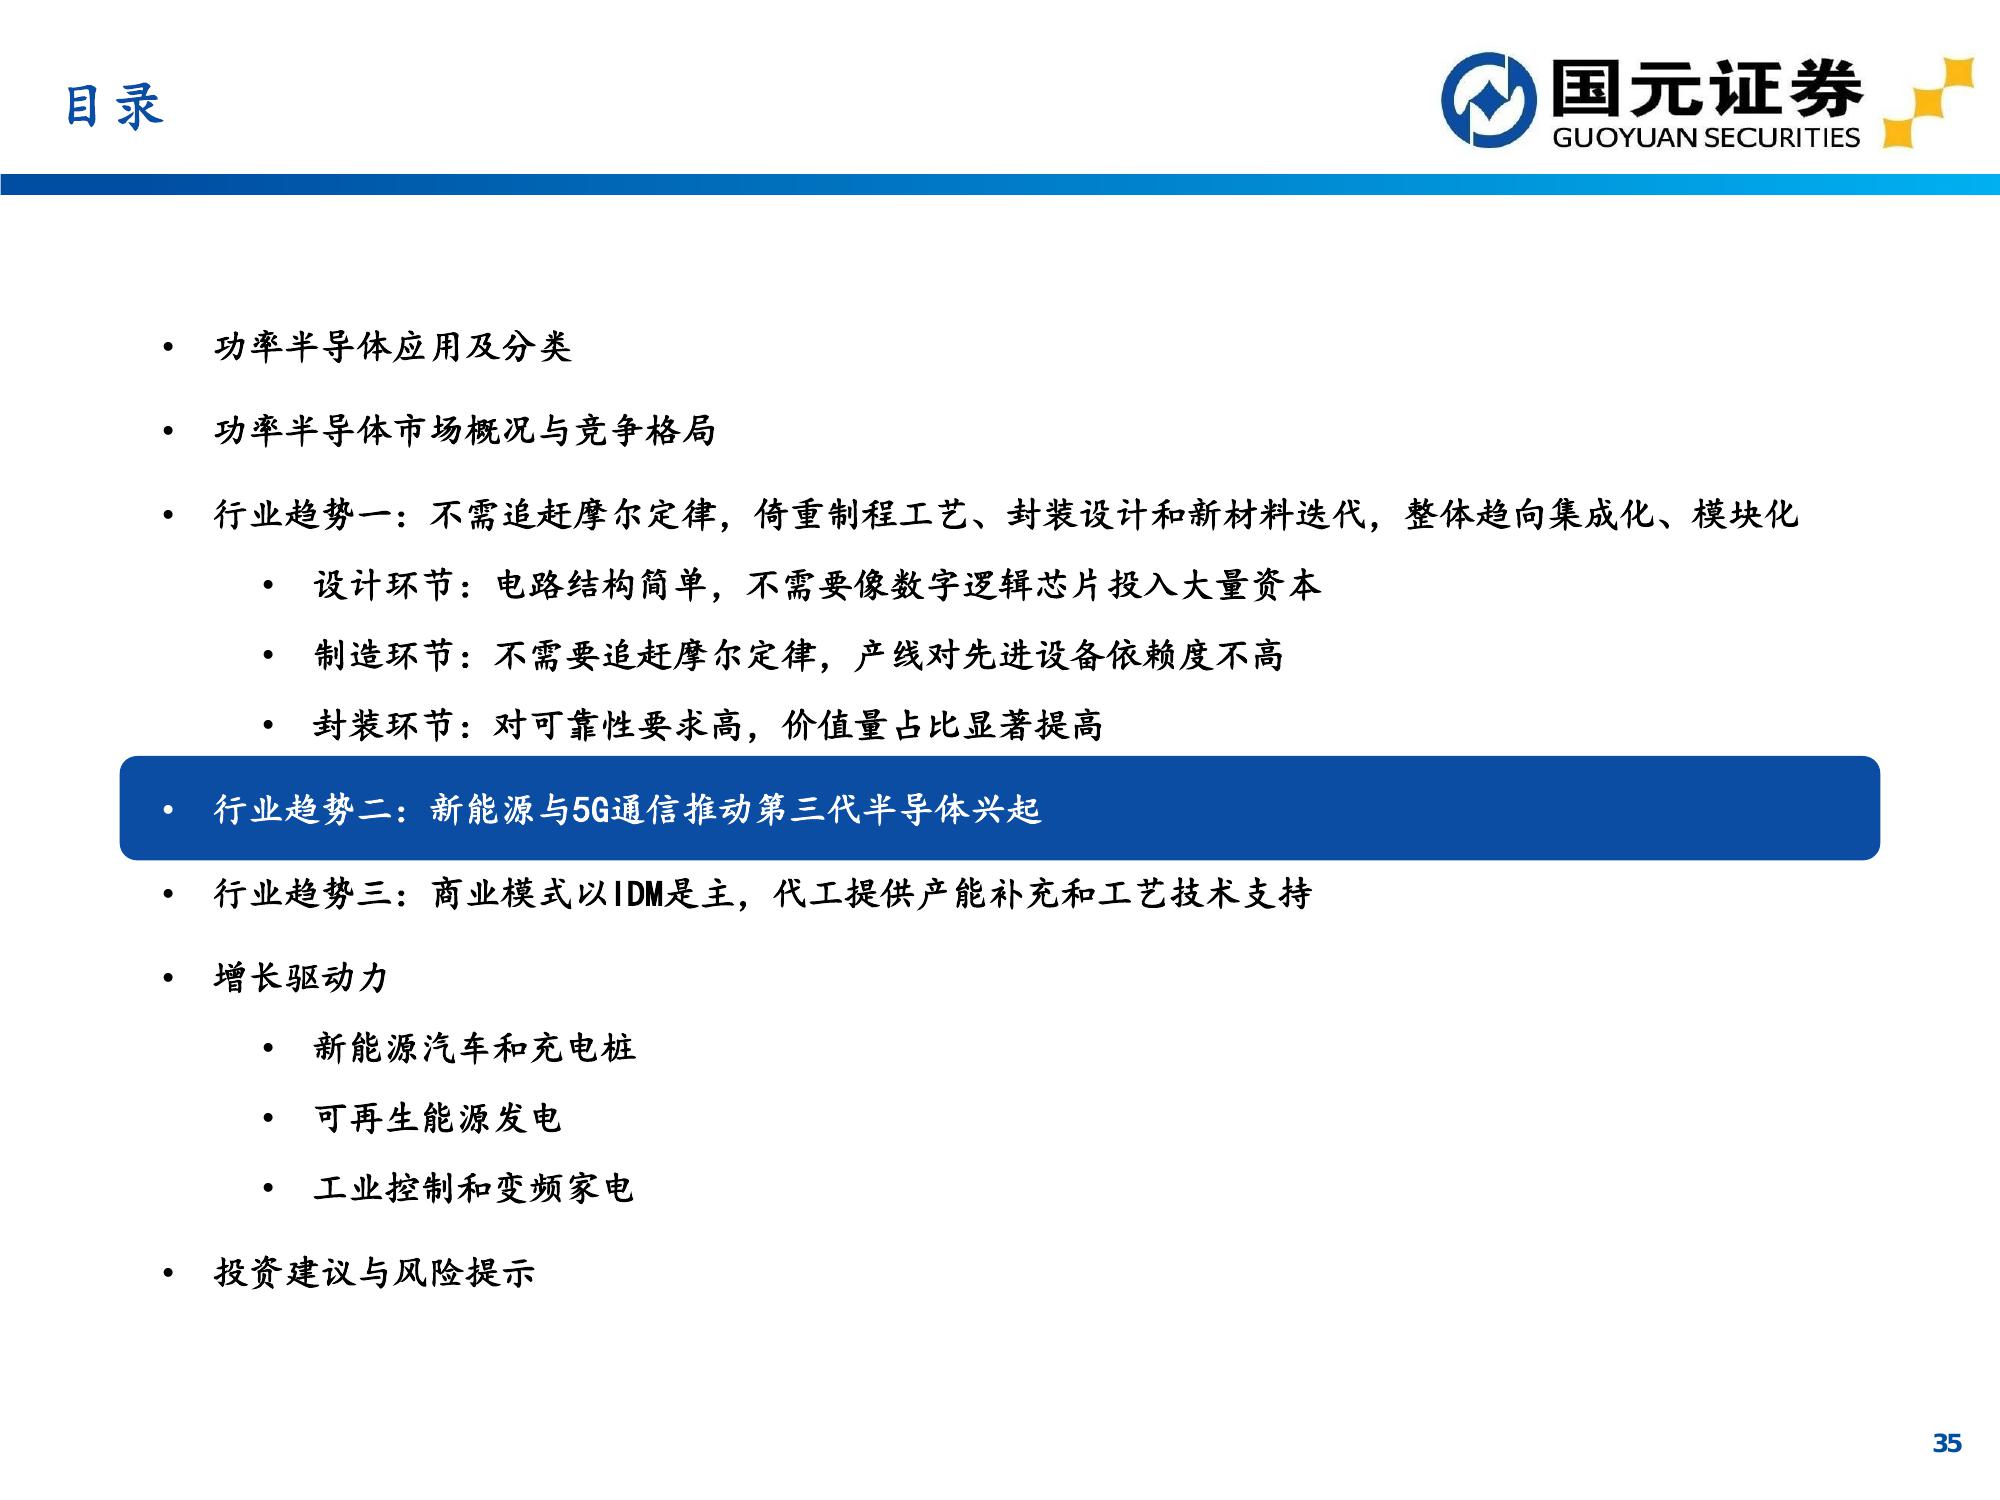 目录
国元证券
GUOYUAN SECURITIES
• 功率半导体应用及分类
• 功率半导体市场概况与竞争格局
• 行业趋势一：不需追赶摩尔定律，倚重制程工艺、封装设计和新材料迭代，整体趋向集成化、模块化
• 设计环节：电路结构简单，不需要像数字逻辑芯片投入大量资本
• 制造环节：不需要追赶摩尔定律，产线对先进设备依赖度不高
• 封装环节：对可靠性要求高，价值量占比显著提高
• 行业趋势二：新能源与5G通信推动第三代半导体兴起
• 行业趋势三：商业模式以IDM是主，代工提供产能补充和工艺技术支持
• 增长驱动力
• 新能源汽车和充电桩
• 可再生能源发电
• 工业控制和变频家电
• 投资建议与风险提示
35